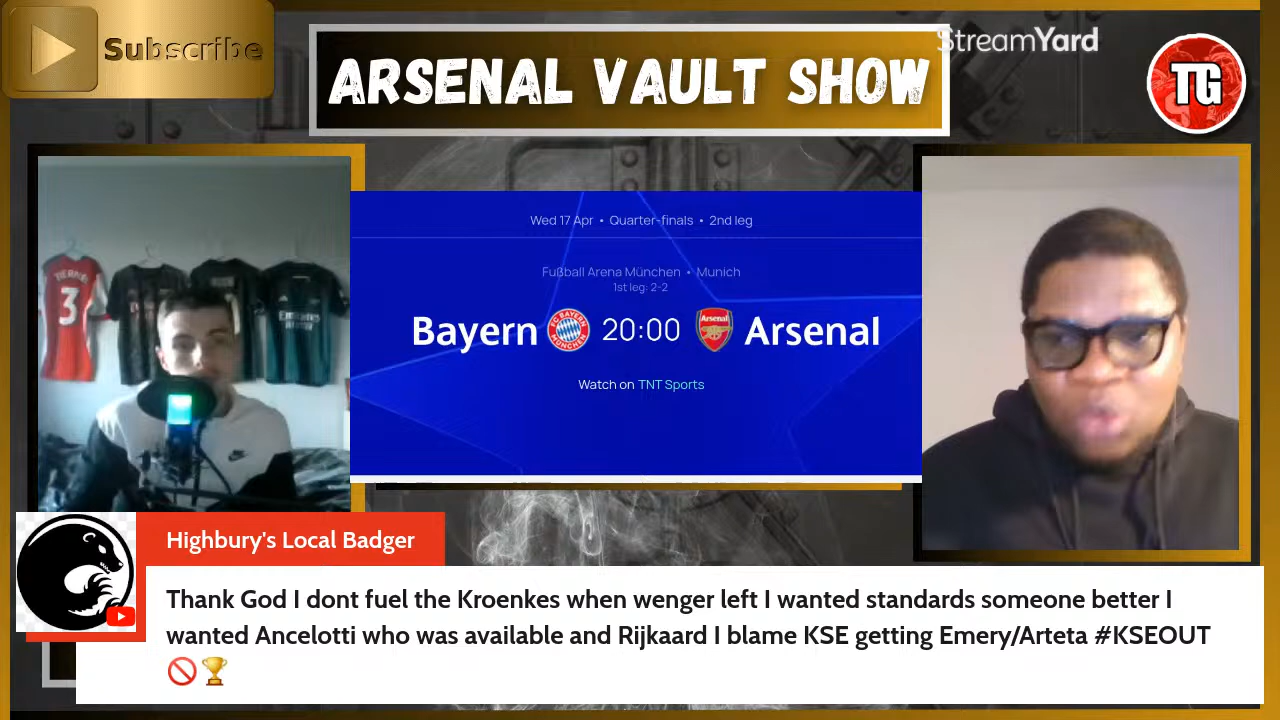 Subscribe
ARSENAL VAULT SHOW
StreamYard
TG
TIERNEY
3
Wed 17 Apr • Quarter-finals • 2nd leg
Fußball Arena München • Munich
1st leg: 2-2
Bayern 20:00 Arsenal
Watch on TNT Sports
Highbury's Local Badger
Thank God I dont fuel the Kroenkes when wenger left I wanted standards someone better I
wanted Ancelotti who was available and Rijkaard I blame KSE getting Emery/Arteta #KSEOUT
🚫🏆